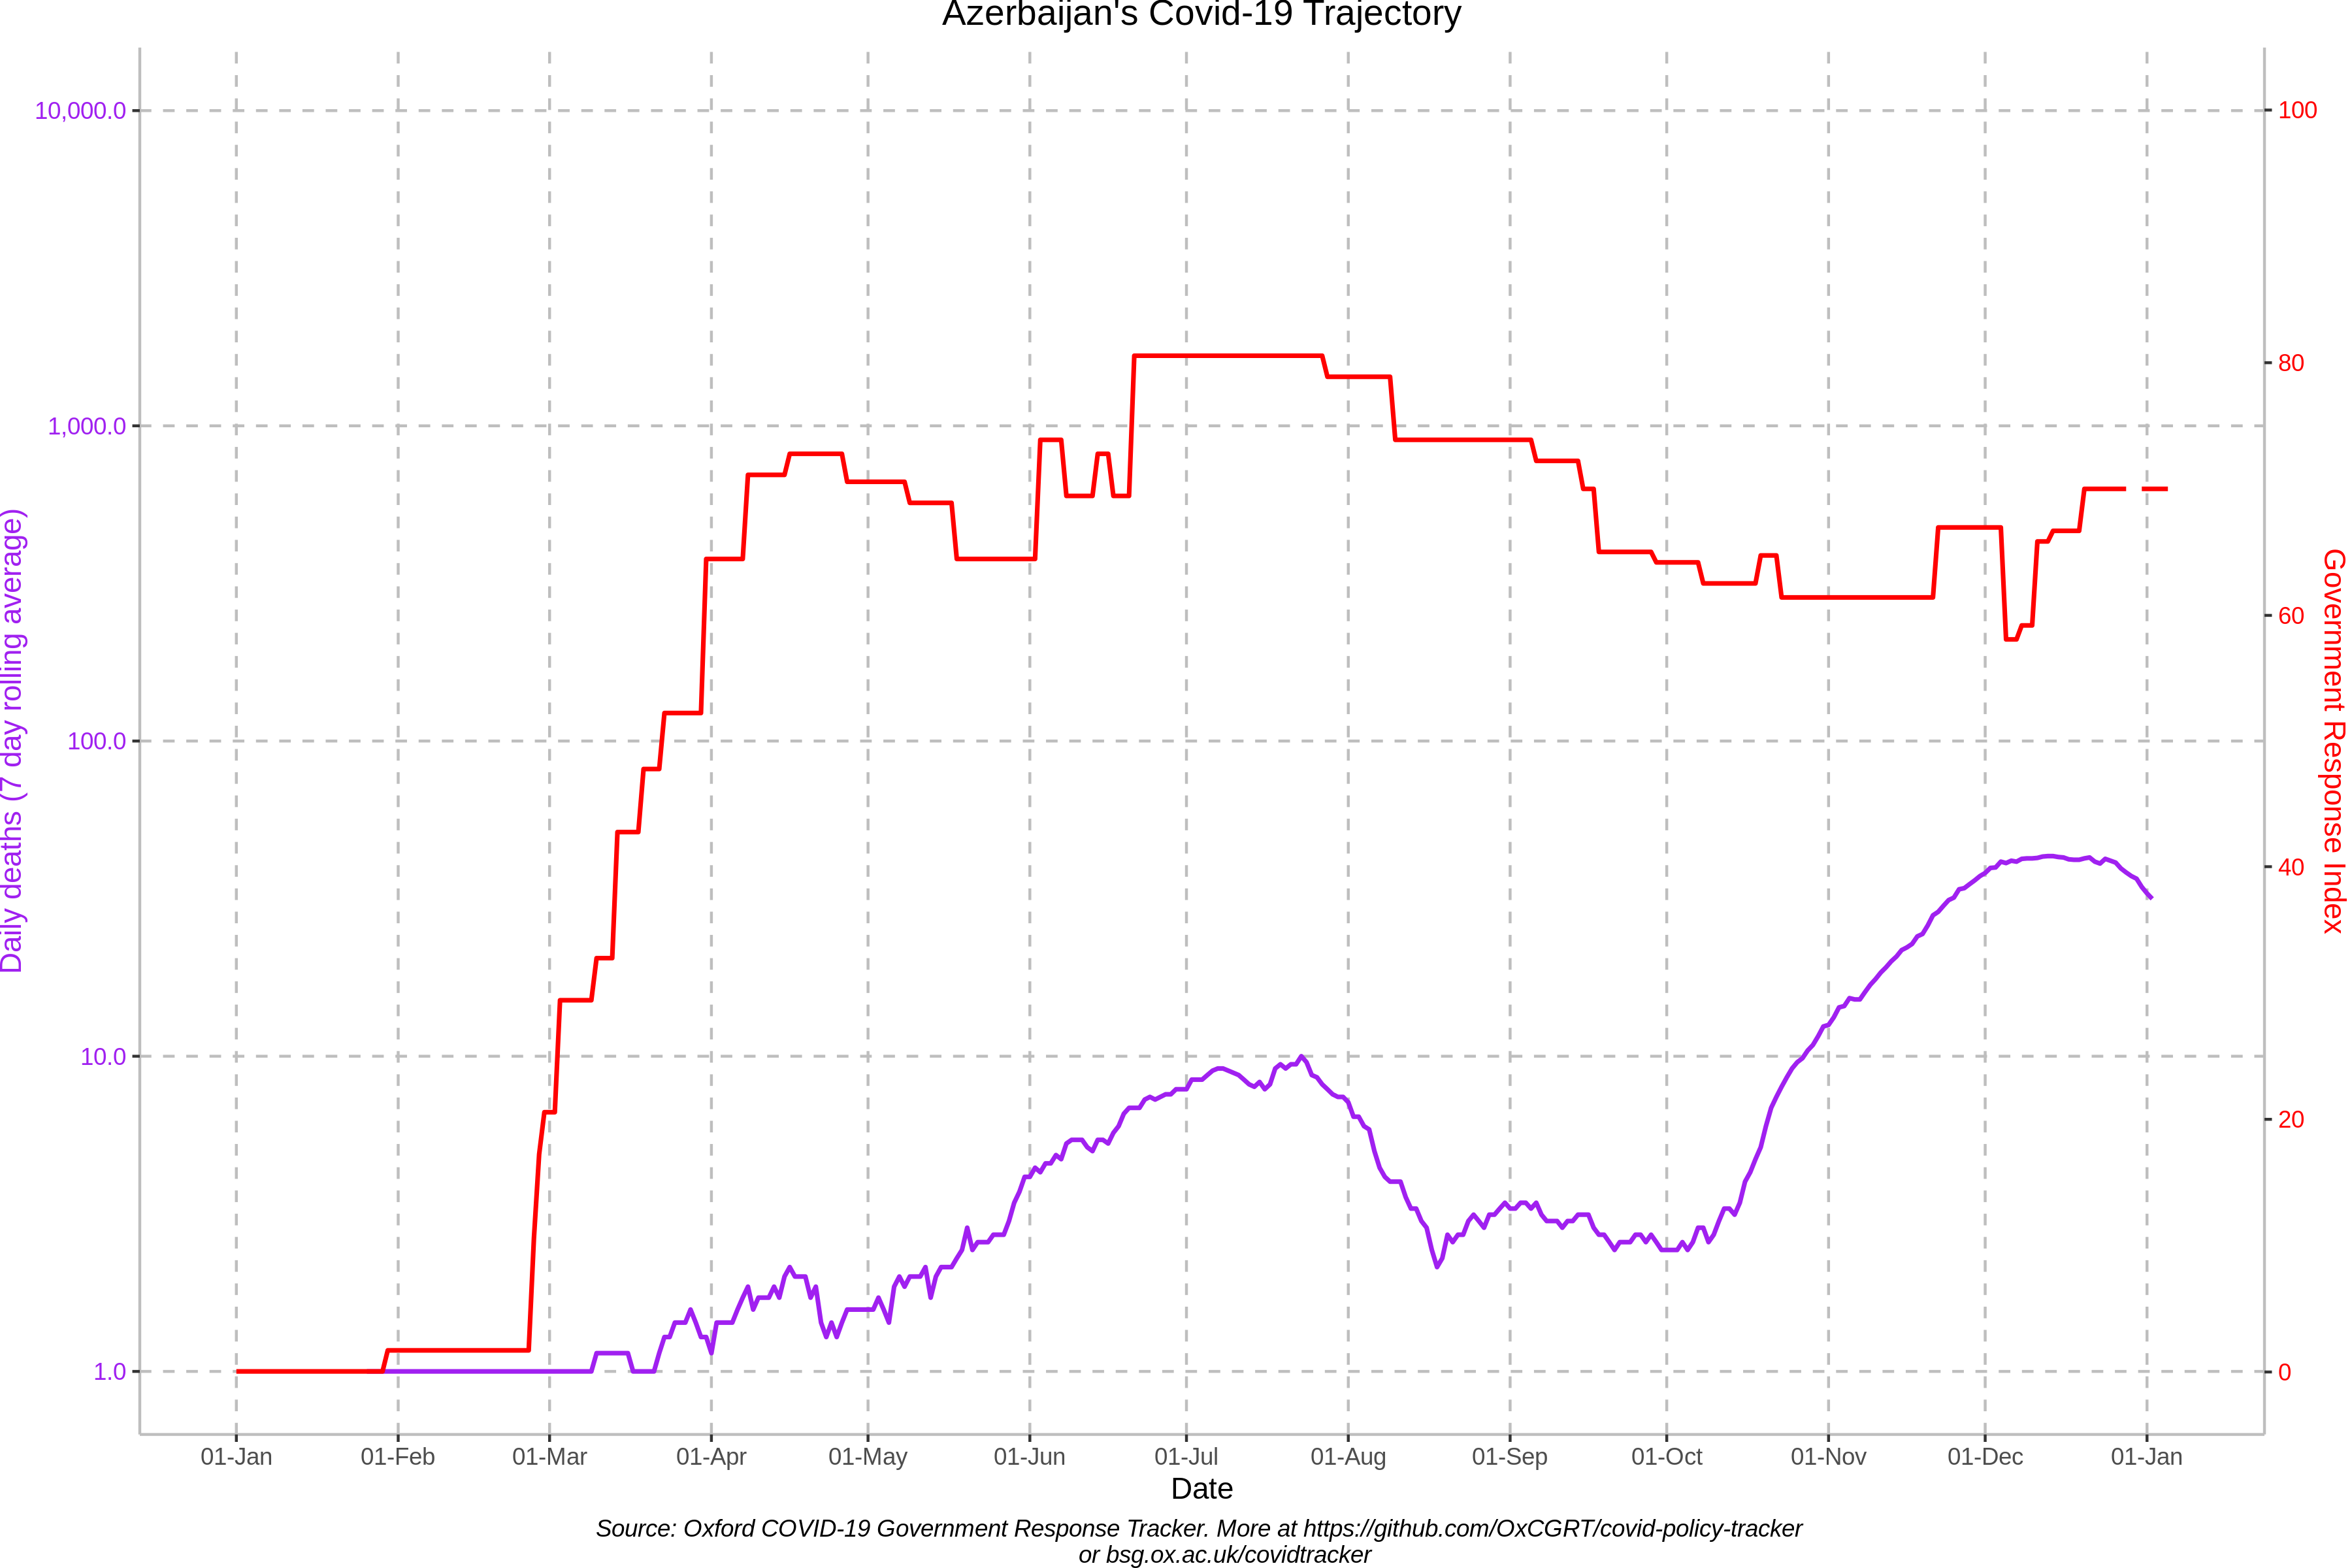 Azerbaijan's Covid-19 Trajectory
10,000.0
1,000.0
100.0
10.0
1.0
Daily deaths (7 day rolling average)
100
80
60
40
20
0
Government Response Index
01-Jan 01-Feb 01-Mar 01-Apr 01-May 01-Jun 01-Jul 01-Aug 01-Sep 01-Oct 01-Nov 01-Dec 01-Jan
Date
Source: Oxford COVID-19 Government Response Tracker. More at https://github.com/OxCGRT/covid-policy-tracker
or bsg.ox.ac.uk/covidtracker